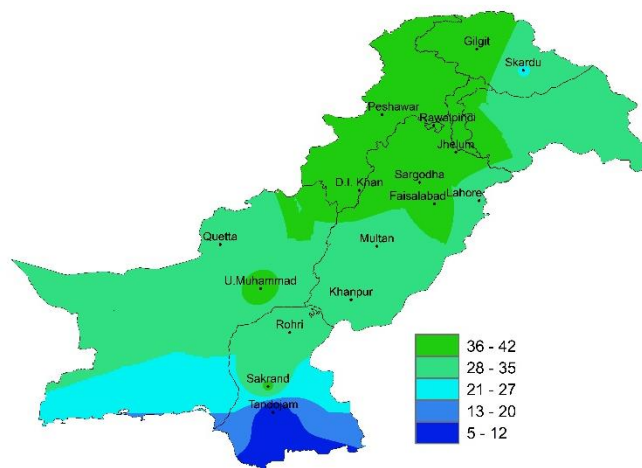 Gilgit
Skardu
Peshawar
Rawalpindi
Jhelum
Sargodha
D.I. Khan
Faisalabad
Lahore
Quetta
Multan
U.Muhammad
Khanpur
Rohri
Sakrand
Tandojam
36 - 42
28 - 35
21 - 27
13 - 20
5 - 12